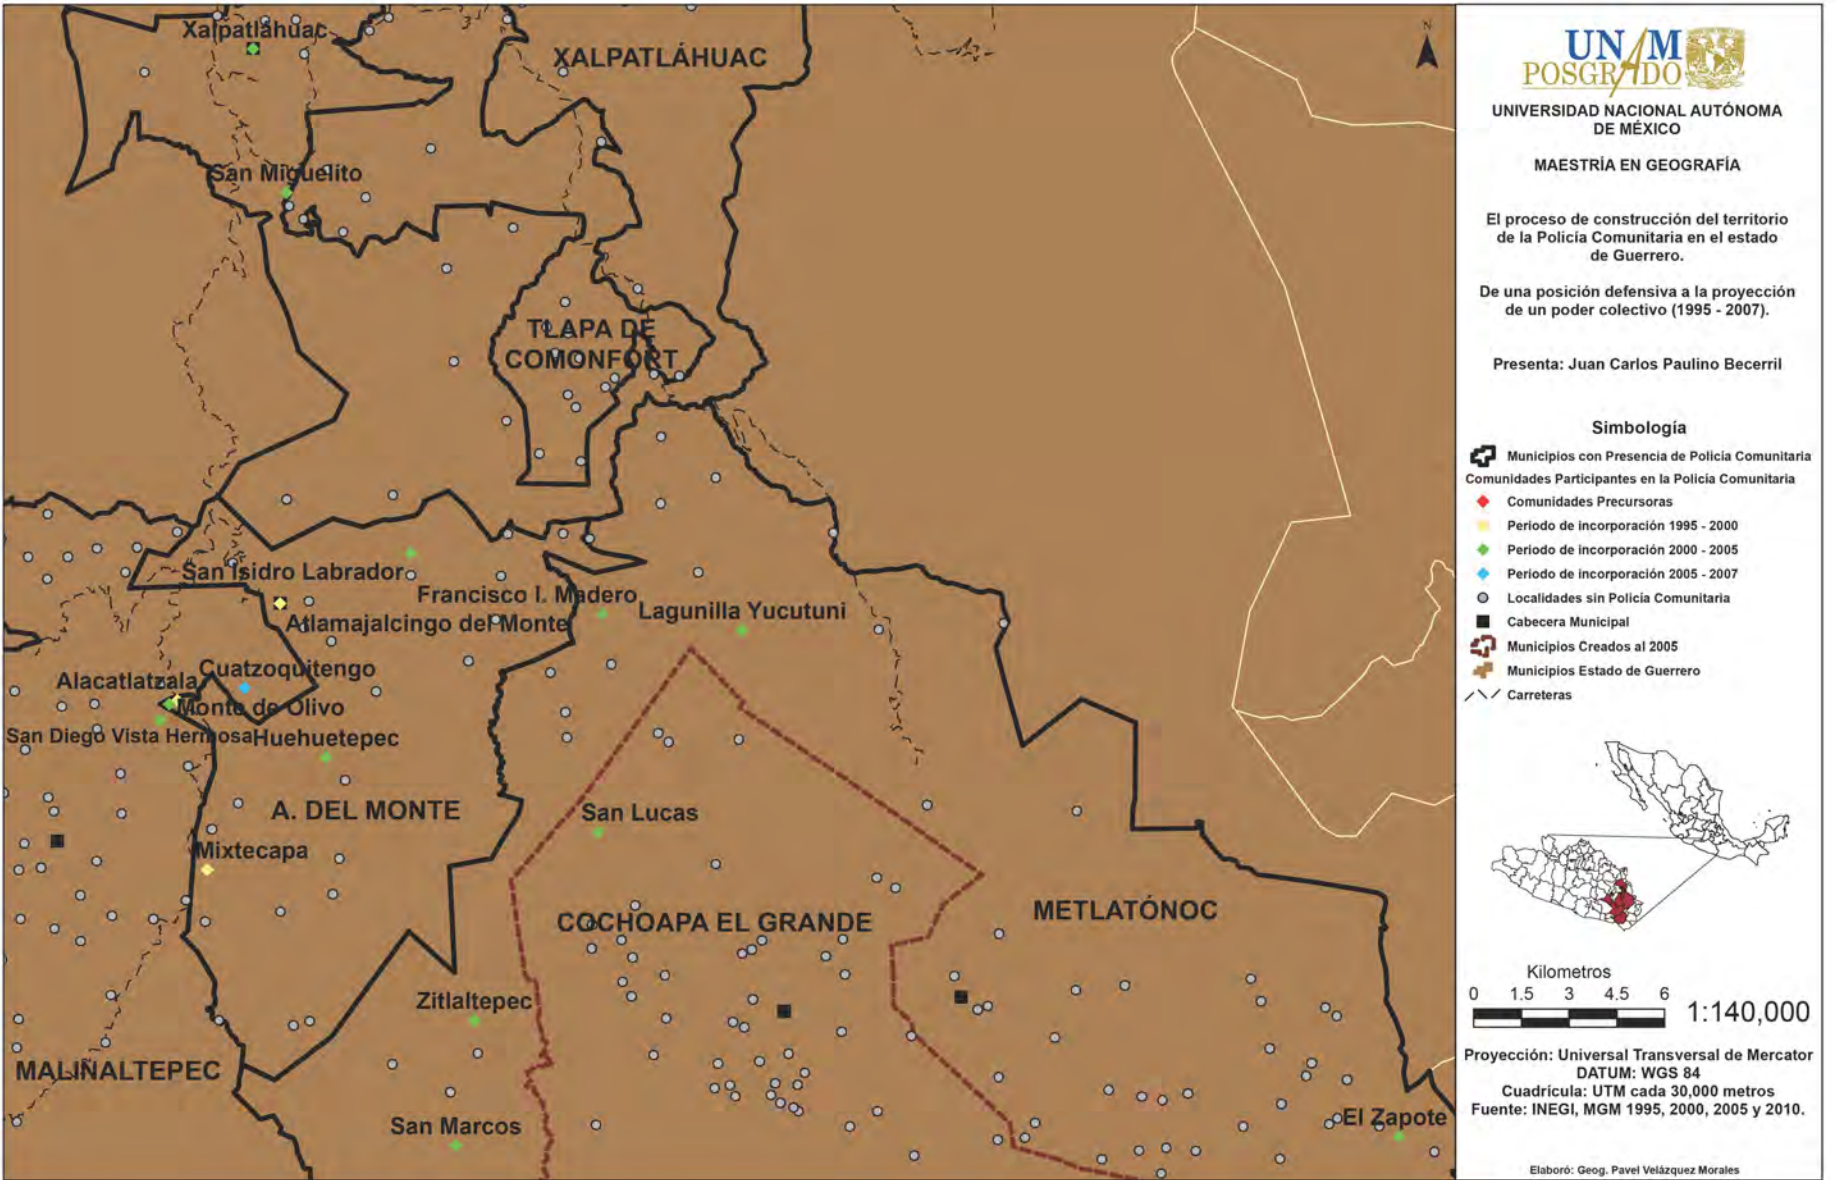 Xalpatláhuac
XALPATLÁHUAC
San Miguelito
TLAPA DE
COMONFORT
San Isidro Labrador
Francisco I. Madero
Lagunilla Yucutuni
Atlamajalcingo del Monte
Cuatzoquitengo
Alacatlatzala
Monte de Olivo
San Diego Vista Hermosa
Huehuetepec
A. DEL MONTE
San Lucas
Mixtecapa
COCHOAPA EL GRANDE
METLATÓNOC
Zitlaltepec
MALINALTEPEC
San Marcos
El Zapote
N
UNAM
POSGRADO
UNIVERSIDAD NACIONAL AUTÓNOMA
DE MÉXICO
MAESTRÍA EN GEOGRAFÍA
El proceso de construcción del territorio
de la Policía Comunitaria en el estado
de Guerrero.
De una posición defensiva a la proyección
de un poder colectivo (1995 - 2007).
Presenta: Juan Carlos Paulino Becerril
Simbología
Municipios con Presencia de Policía Comunitaria
Comunidades Participantes en la Policía Comunitaria
Comunidades Precursoras
Periodo de incorporación 1995 - 2000
Periodo de incorporación 2000 - 2005
Periodo de incorporación 2005 - 2007
Localidades sin Policía Comunitaria
Cabecera Municipal
Municipios Creados al 2005
Municipios Estado de Guerrero
Carreteras
Kilometros
0 1.5 3 4.5 6
1:140,000
Proyección: Universal Transversal de Mercator
DATUM: WGS 84
Cuadrícula: UTM cada 30,000 metros
Fuente: INEGI, MGM 1995, 2000, 2005 y 2010.
Elaboró: Geog. Pavel Velázquez Morales